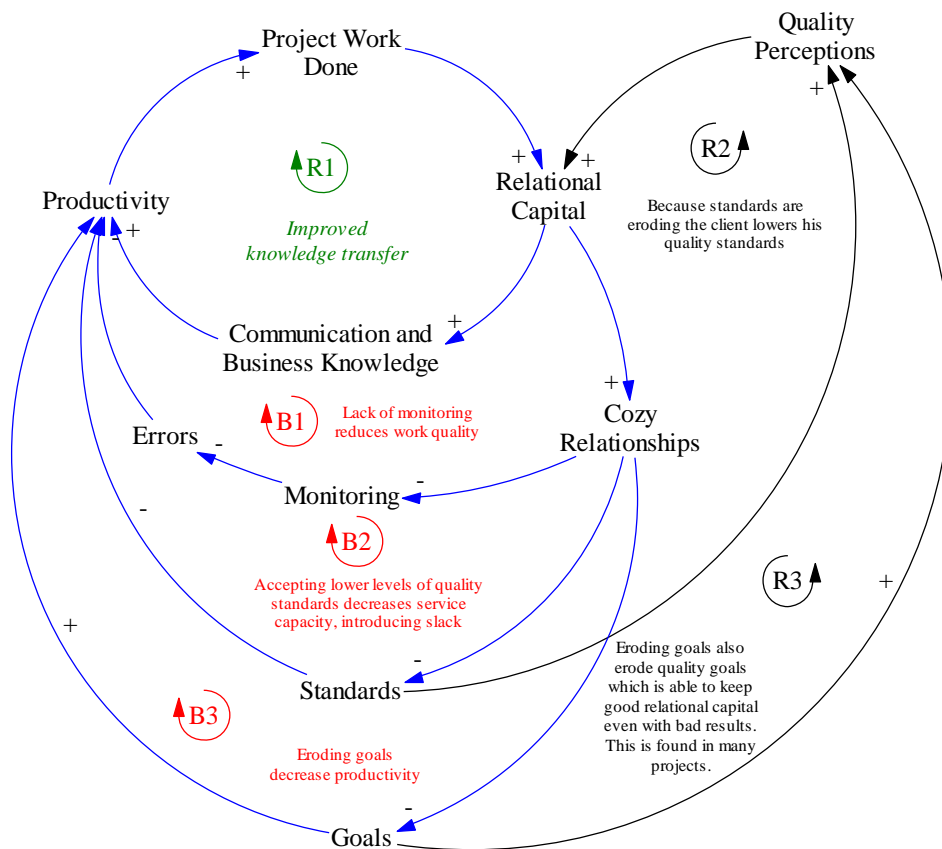 Quality
Perceptions
+
Project Work
Done
+
R1
R2
+
+
Relational
Capital
Productivity
-
+
Improved
knowledge transfer
Because standards are
eroding the client lowers his
quality standards
+
Communication and
Business Knowledge
+
Cozy
Relationships
B1
Lack of monitoring
reduces work quality
Errors
-
-
Monitoring
-
B2
R3
+
Accepting lower levels of quality
standards decreases service
capacity, introducing slack
+
-
Standards
Eroding goals also
erode quality goals
which is able to keep
good relational capital
even with bad results.
This is found in many
projects.
B3
Eroding goals
decrease productivity
-
Goals